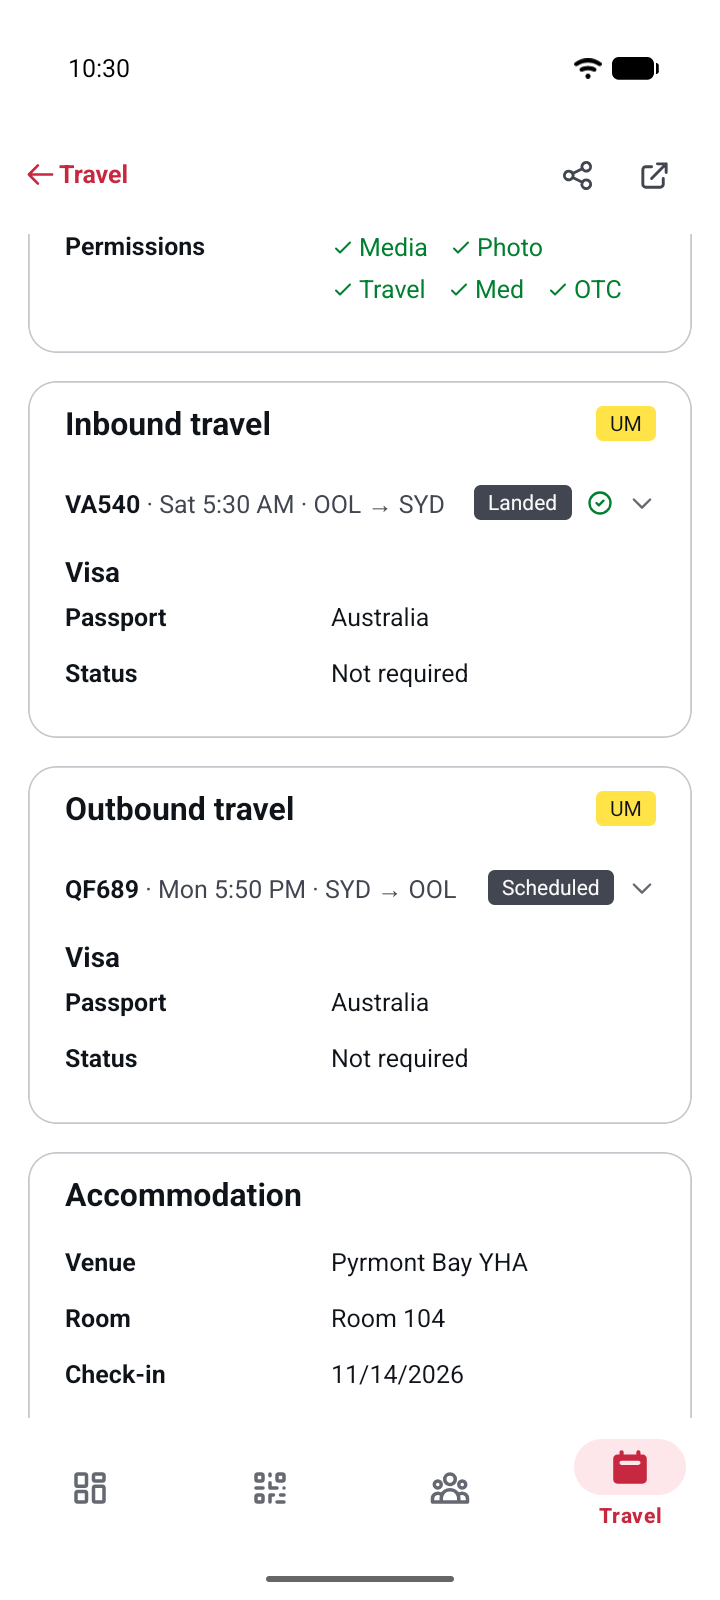 10:30
Travel
Permissions
Media Photo
Travel Med OTC
Inbound travel UM
VA540 · Sat 5:30 AM · OOL → SYD Landed
Visa
Passport Australia
Status Not required
Outbound travel UM
QF689 · Mon 5:50 PM · SYD → OOL Scheduled
Visa
Passport Australia
Status Not required
Accommodation
Venue Pyrmont Bay YHA
Room Room 104
Check-in 11/14/2026
Travel